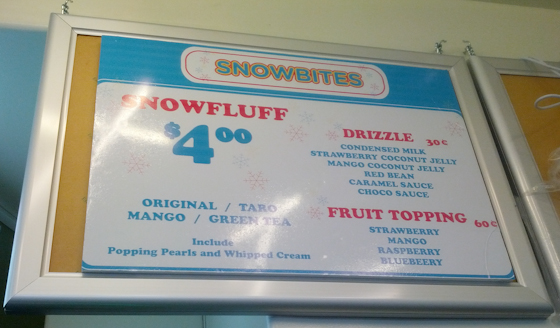 SNOWBITES
SNOWFLUFF
$4.00
ORIGINAL / TARO
MANGO / GREEN TEA
Include
Popping Pearls and Whipped Cream
DRIZZLE 30¢
CONDENSED MILK
STRAWBERRY COCONUT JELLY
MANGO COCONUT JELLY
RED BEAN
CARAMEL SAUCE
CHOCO SAUCE
FRUIT TOPPING 60¢
STRAWBERRY
MANGO
RASPBERRY
BLUEBEERY